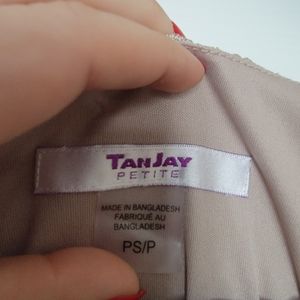 TANJAY
PETITE
MADE IN BANGLADESH
FABRIQUÉ AU
BANGLADESH
PS/P